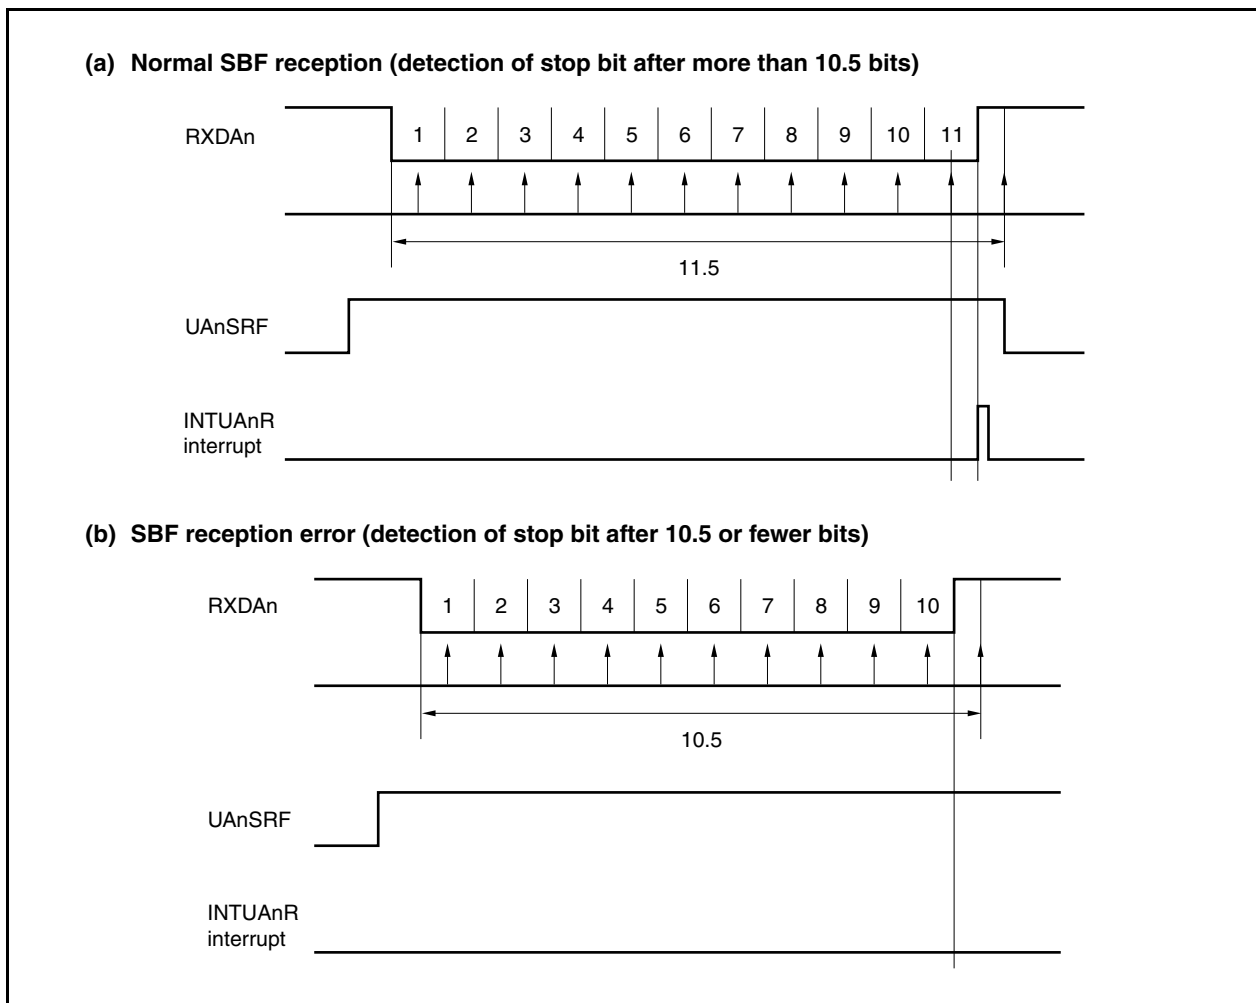 (a) Normal SBF reception (detection of stop bit after more than 10.5 bits)
RXDAn
1 2 3 4 5 6 7 8 9 10 11
11.5
UAnSRF
INTUAnR
interrupt
(b) SBF reception error (detection of stop bit after 10.5 or fewer bits)
RXDAn
1 2 3 4 5 6 7 8 9 10
10.5
UAnSRF
INTUAnR
interrupt